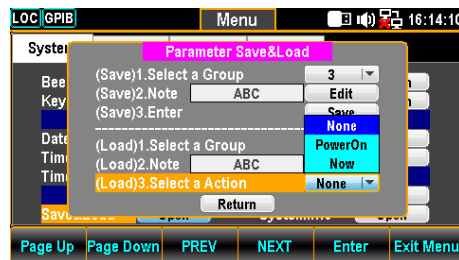 LOC GPIB Menu 16:14:10
System
Parameter Save&Load
(Save)1.Select a Group 3
(Save)2.Note ABC Edit
(Save)3.Enter Save
None
PowerOn
Now
(Load)1.Select a Group
(Load)2.Note ABC
(Load)3.Select a Action None
Return
Page Up Page Down PREV NEXT Enter Exit Menu